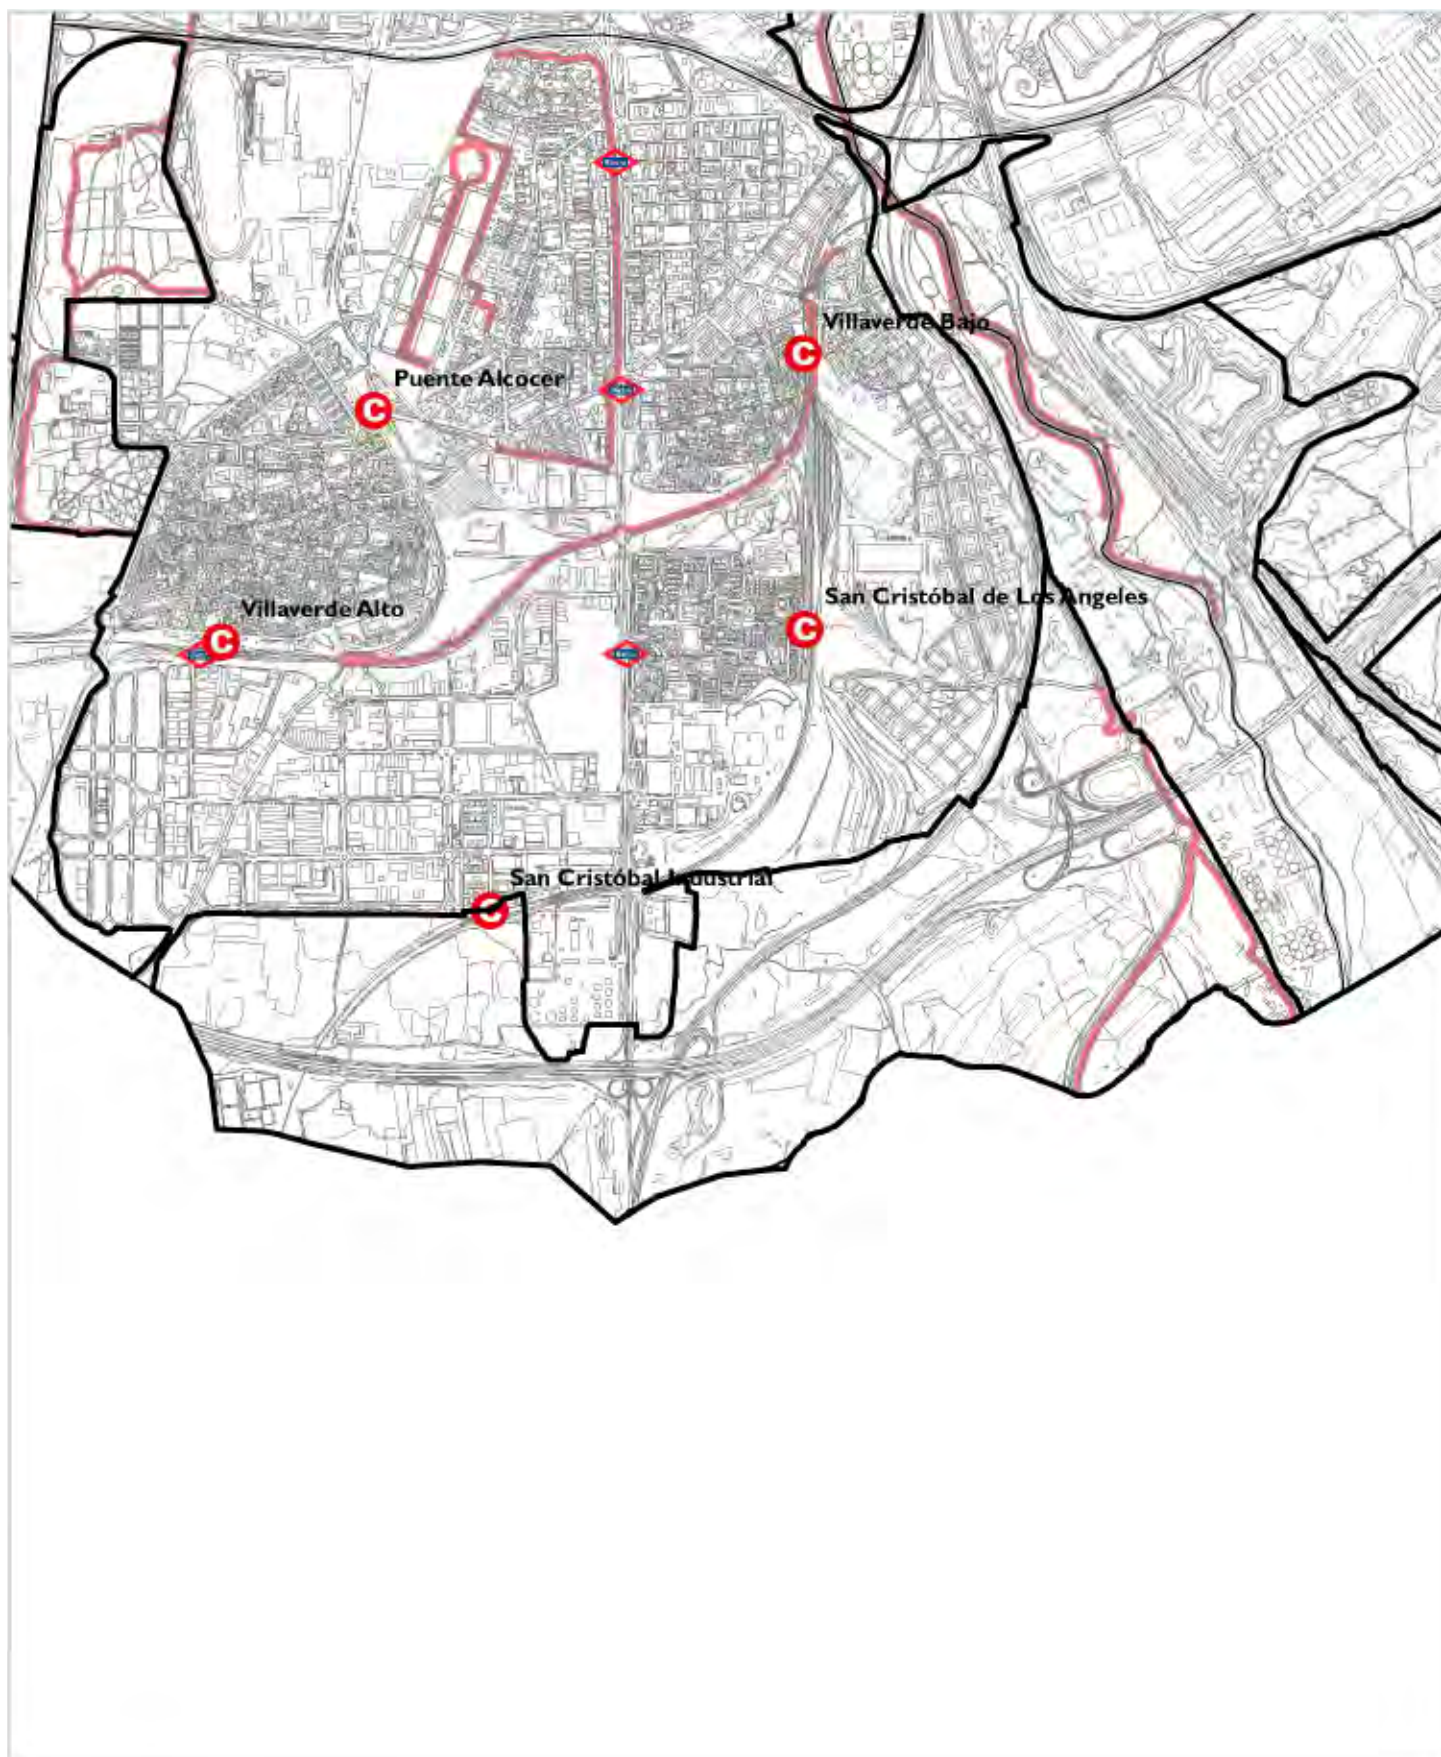 Villaverde Bajo
Puente Alcocer
San Cristóbal de Los Angeles
Villaverde Alto
San Cristóbal Industrial
C
C
C
C
C